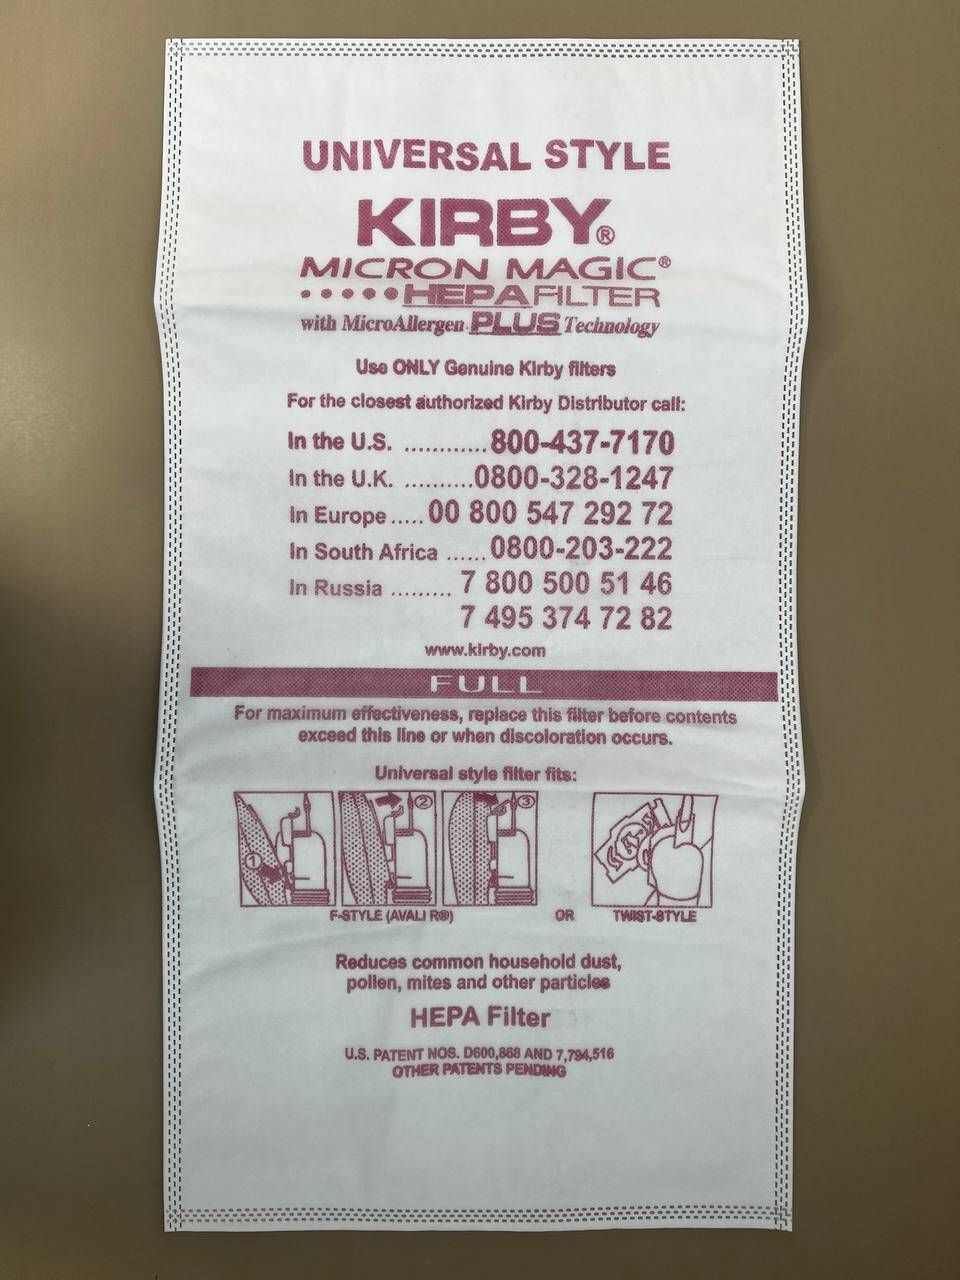 UNIVERSAL STYLE
KIRBY®
MICRON MAGIC®
•••••HEPAFILTER
with MicroAllergen PLUS Technology
Use ONLY Genuine Kirby filters
For the closest authorized Kirby Distributor call:
In the U.S. ............800-437-7170
In the U.K. ..........0800-328-1247
In Europe.....00 800 547 292 72
In South Africa ......0800-203-222
In Russia .........7 800 500 51 46
7 495 374 72 82
www.kirby.com
FULL
For maximum effectiveness, replace this filter before contents
exceed this line or when discoloration occurs.
Universal style filter fits:
1 2 3
F-STYLE (AVALI R®) OR TWIST-STYLE
Reduces common household dust,
pollen, mites and other particles
HEPA Filter
U.S. PATENT NOS. D600,868 AND 7,794,516
OTHER PATENTS PENDING